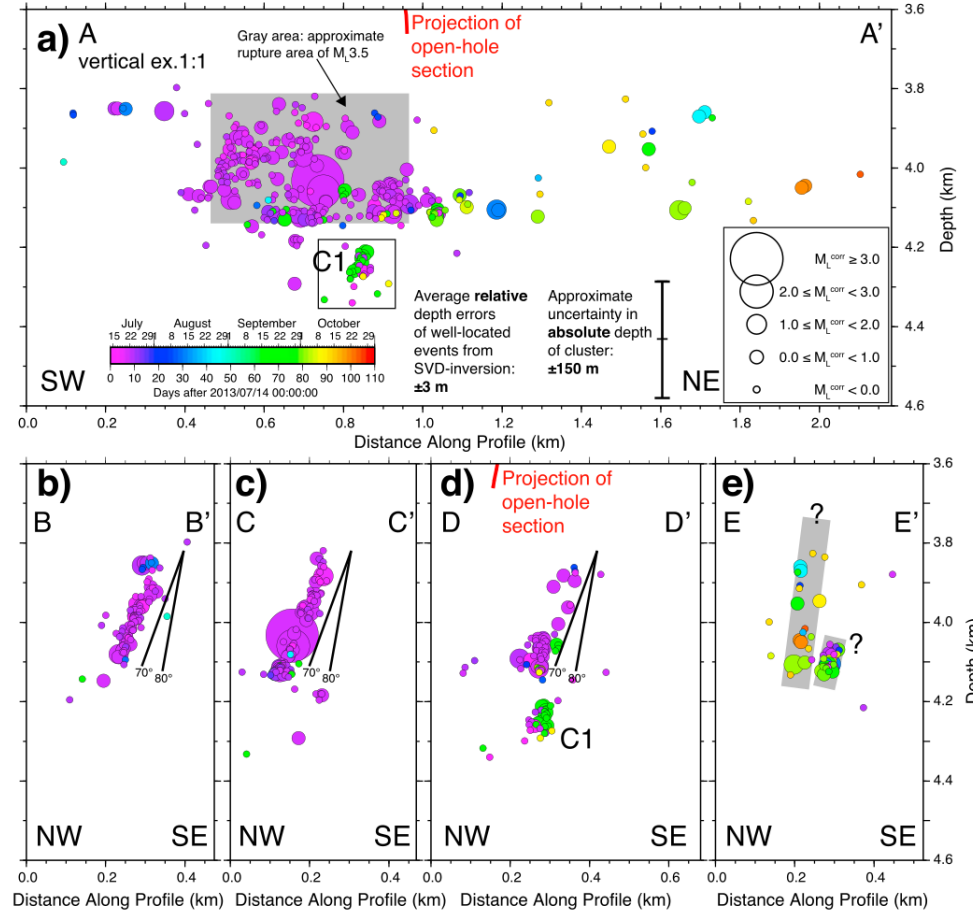 a)
A
vertical ex.1:1
Gray area: approximate
rupture area of M_L3.5
Projection of
open-hole
section
A'
C1
Average relative
depth errors
of well-located
events from
SVD-inversion:
±3 m
Approximate
uncertainty in
absolute depth
of cluster:
±150 m
M_L^corr ≥ 3.0
2.0 ≤ M_L^corr < 3.0
1.0 ≤ M_L^corr < 2.0
0.0 ≤ M_L^corr < 1.0
M_L^corr < 0.0
July August September October
15 22 29 1 8 15 22 29 1 8 15 22 29 1 8 15 22 29
0 10 20 30 40 50 60 70 80 90 100 110
Days after 2013/07/14 00:00:00
SW
NE
3.6
3.8
4.0
4.2
4.4
4.6
Depth (km)
0.0 0.2 0.4 0.6 0.8 1.0 1.2 1.4 1.6 1.8 2.0
Distance Along Profile (km)
b)
B B'
70°
80°
NW SE
0.0 0.2 0.4
Distance Along Profile (km)
c)
C C'
70°
80°
NW SE
0.0 0.2 0.4
Distance Along Profile (km)
d)
Projection of
open-hole
section
D D'
70°
80°
C1
NW SE
0.0 0.2 0.4 0.6
Distance Along Profile (km)
e)
E E'
?
?
NW SE
0.0 0.2 0.4
Distance Along Profile (km)
3.6
3.8
4.0
4.2
4.4
4.6
Depth (km)